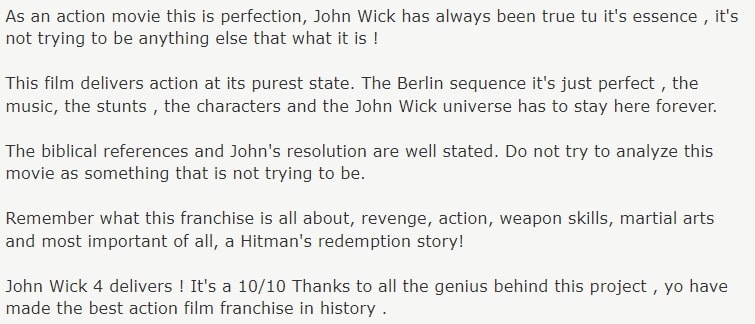 As an action movie this is perfection, John Wick has always been true tu it's essence , it's
not trying to be anything else that what it is !
This film delivers action at its purest state. The Berlin sequence it's just perfect , the
music, the stunts , the characters and the John Wick universe has to stay here forever.
The biblical references and John's resolution are well stated. Do not try to analyze this
movie as something that is not trying to be.
Remember what this franchise is all about, revenge, action, weapon skills, martial arts
and most important of all, a Hitman's redemption story!
John Wick 4 delivers ! It's a 10/10 Thanks to all the genius behind this project , yo have
made the best action film franchise in history .